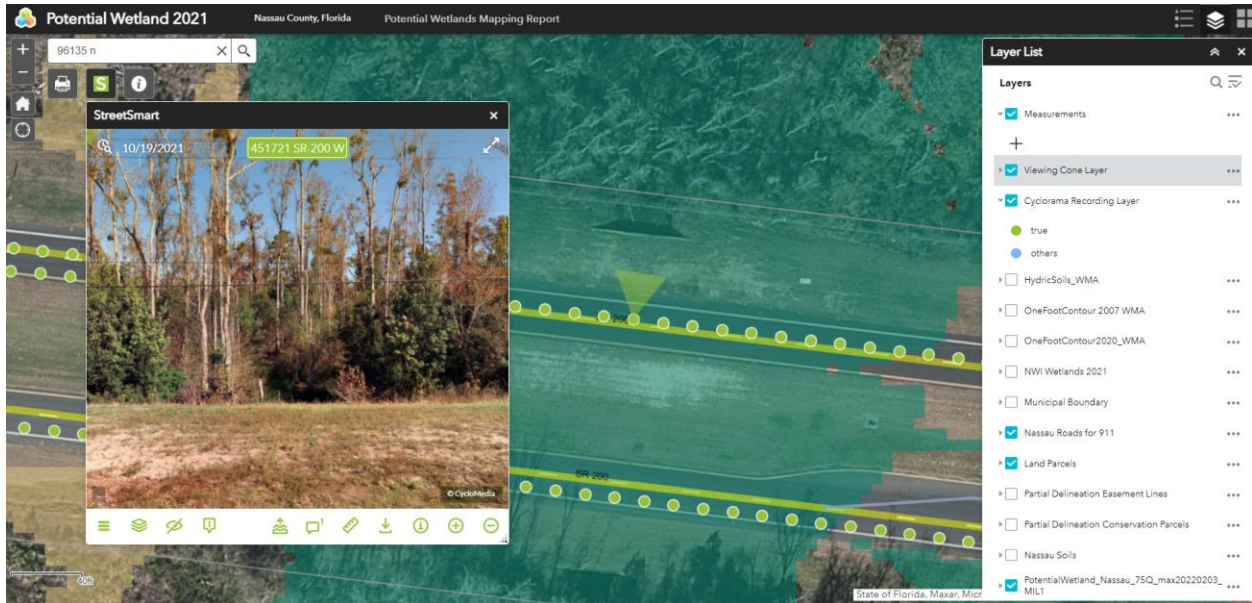 Potential Wetland 2021
Nassau County, Florida
Potential Wetlands Mapping Report
96135 n
S
StreetSmart
10/19/2021
451721 SR-200 W
© CycloMedia
200
SR 200
40ft
State of Florida, Maxar, Micr
Layer List
Layers
Measurements
Viewing Cone Layer
Cyclorama Recording Layer
true
others
HydricSoils_WMA
OneFootContour 2007 WMA
OneFootContour2020_WMA
NWI Wetlands 2021
Municipal Boundary
Nassau Roads for 911
Land Parcels
Partial Delineation Easement Lines
Partial Delineation Conservation Parcels
Nassau Soils
PotentialWetland_Nassau_75Q_max20220203_
MIL1